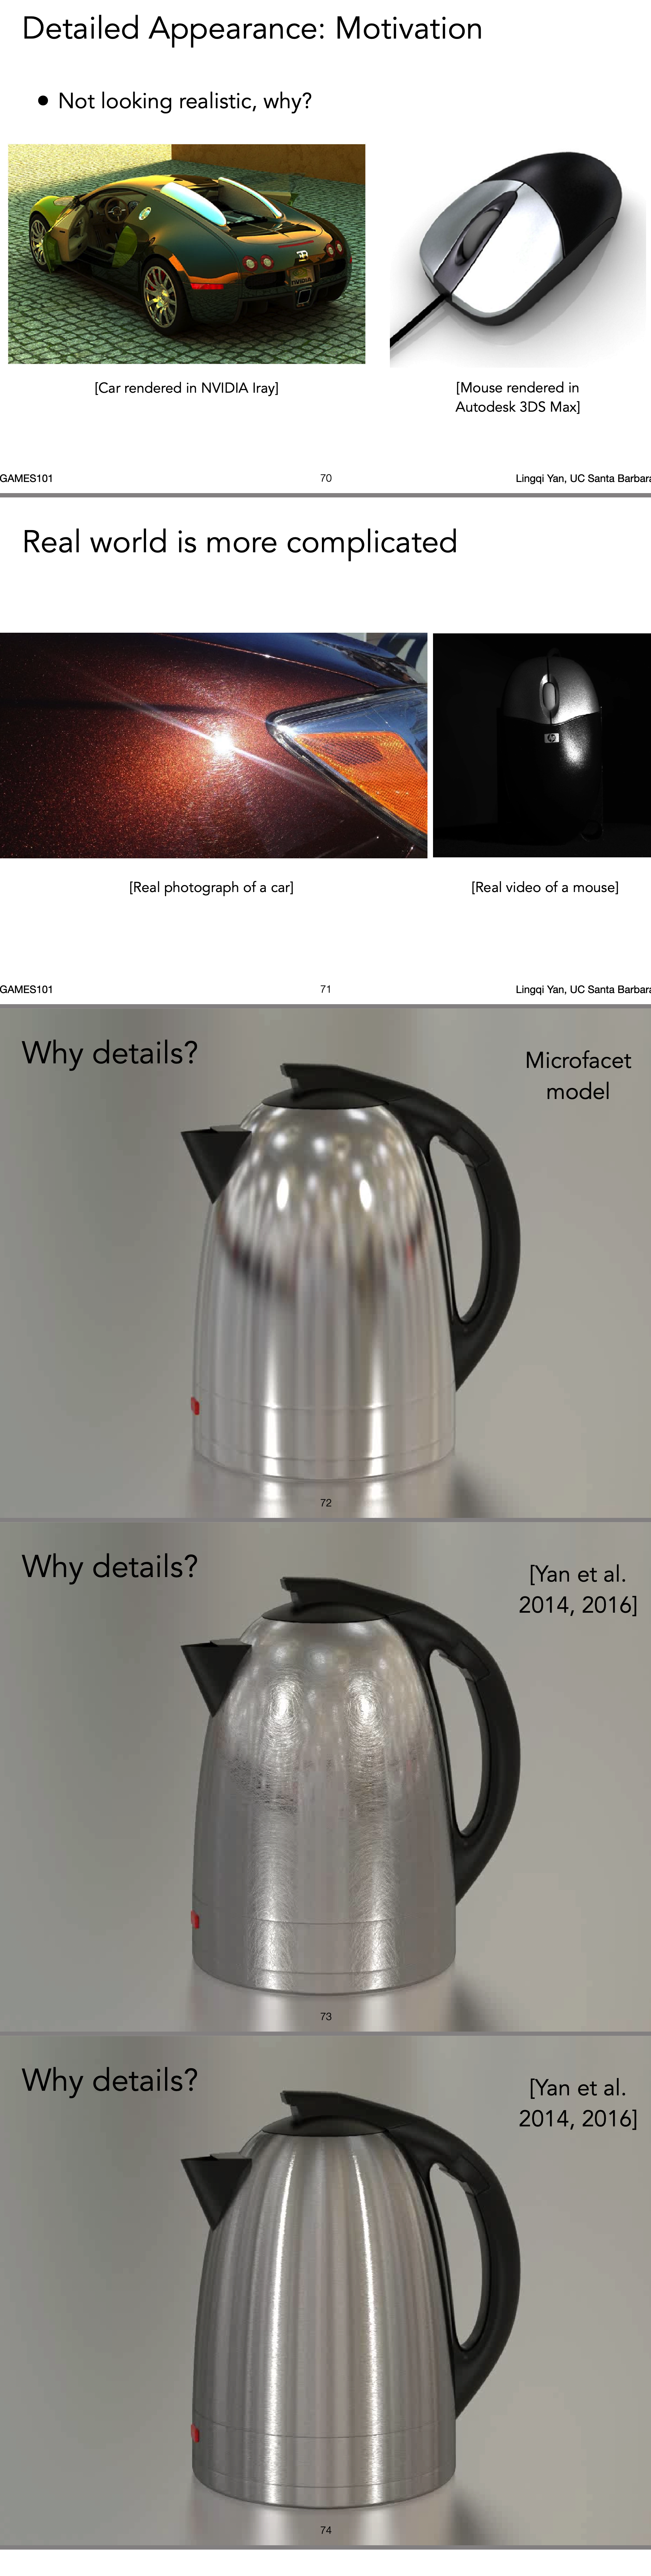 Detailed Appearance: Motivation
• Not looking realistic, why?
[Car rendered in NVIDIA Iray]
[Mouse rendered in
Autodesk 3DS Max]
GAMES101
70
Lingqi Yan, UC Santa Barbara
Real world is more complicated
[Real photograph of a car]
[Real video of a mouse]
GAMES101
71
Lingqi Yan, UC Santa Barbara
Why details?
Microfacet
model
72
Why details?
[Yan et al.
2014, 2016]
73
Why details?
[Yan et al.
2014, 2016]
74